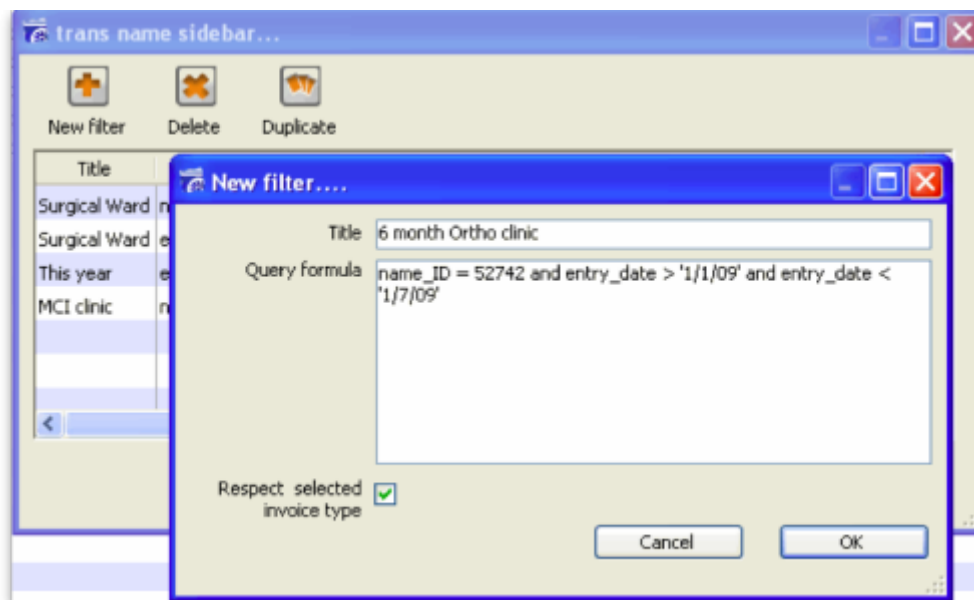 trans name sidebar...
New filter Delete Duplicate
Title
Surgical Ward n
Surgical Ward e
This year e
MCI clinic n
New filter....
Title 6 month Ortho clinic
Query formula name_ID = 52742 and entry_date > '1/1/09' and entry_date <
'1/7/09'
Respect selected
invoice type
Cancel OK